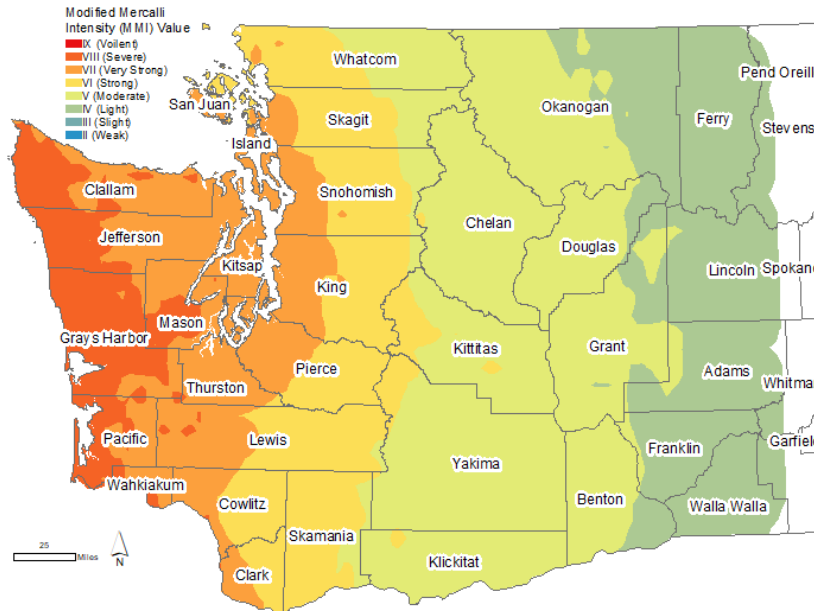 Modified Mercalli
Intensity (MMI) Value
IX (Voilent)
VIII (Severe)
VII (Very Strong)
VI (Strong)
V (Moderate)
IV (Light)
III (Slight)
II (Weak)
Whatcom
Pend Oreill
San Juan
Okanogan
Skagit
Ferry
Stevens
Island
Clallam
Snohomish
Chelan
Jefferson
Douglas
Kitsap
Lincoln
Spokan
King
Mason
Grays Harbor
Kittitas
Grant
Pierce
Adams
Thurston
Whitman
Pacific
Lewis
Garfield
Franklin
Yakima
Wahkiakum
Benton
Cowlitz
Walla Walla
25
Miles
N
Skamania
Klickitat
Clark